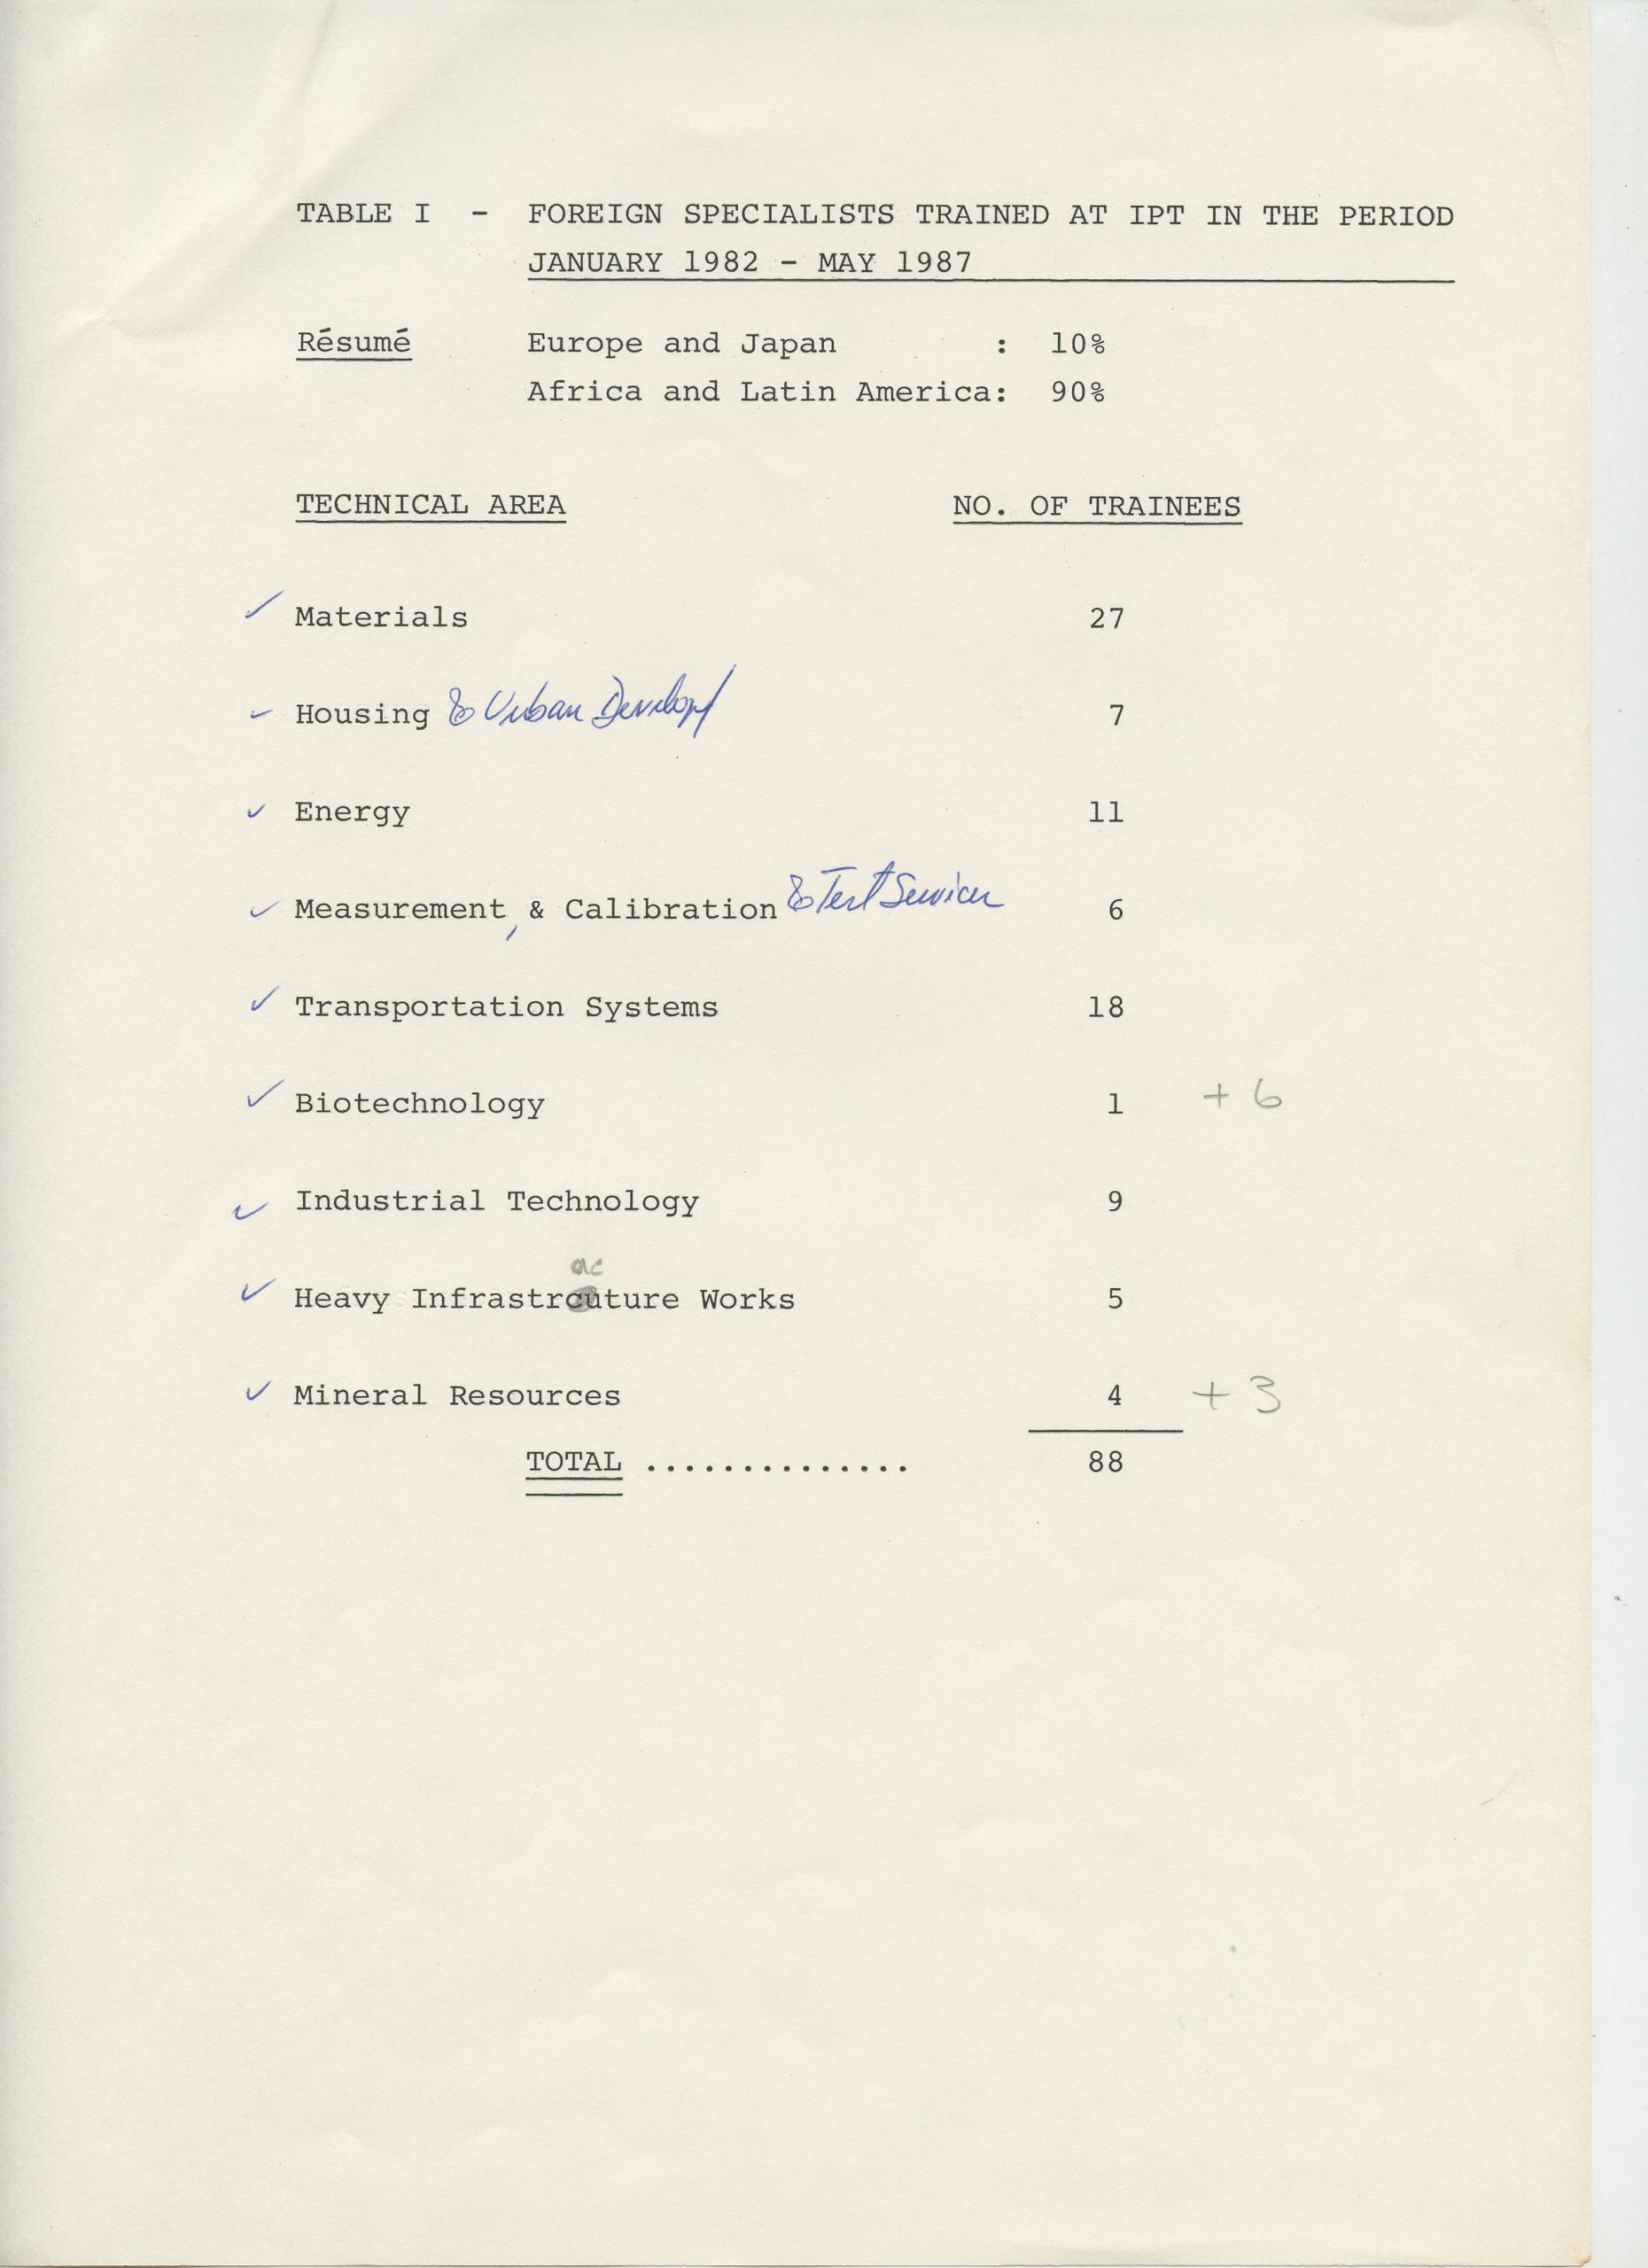 TABLE I - FOREIGN SPECIALISTS TRAINED AT IPT IN THE PERIOD
JANUARY 1982 - MAY 1987
Résumé Europe and Japan : 10%
Africa and Latin America: 90%
TECHNICAL AREA NO. OF TRAINEES
✓ Materials 27
✓ Housing & Urban Developt 7
✓ Energy 11
✓ Measurement, & Calibration & Test Services 6
✓ Transportation Systems 18
✓ Biotechnology 1 + 6
✓ Industrial Technology 9
uc
✓ Heavy Infrastrcuture Works 5
✓ Mineral Resources 4 + 3
TOTAL .............. 88